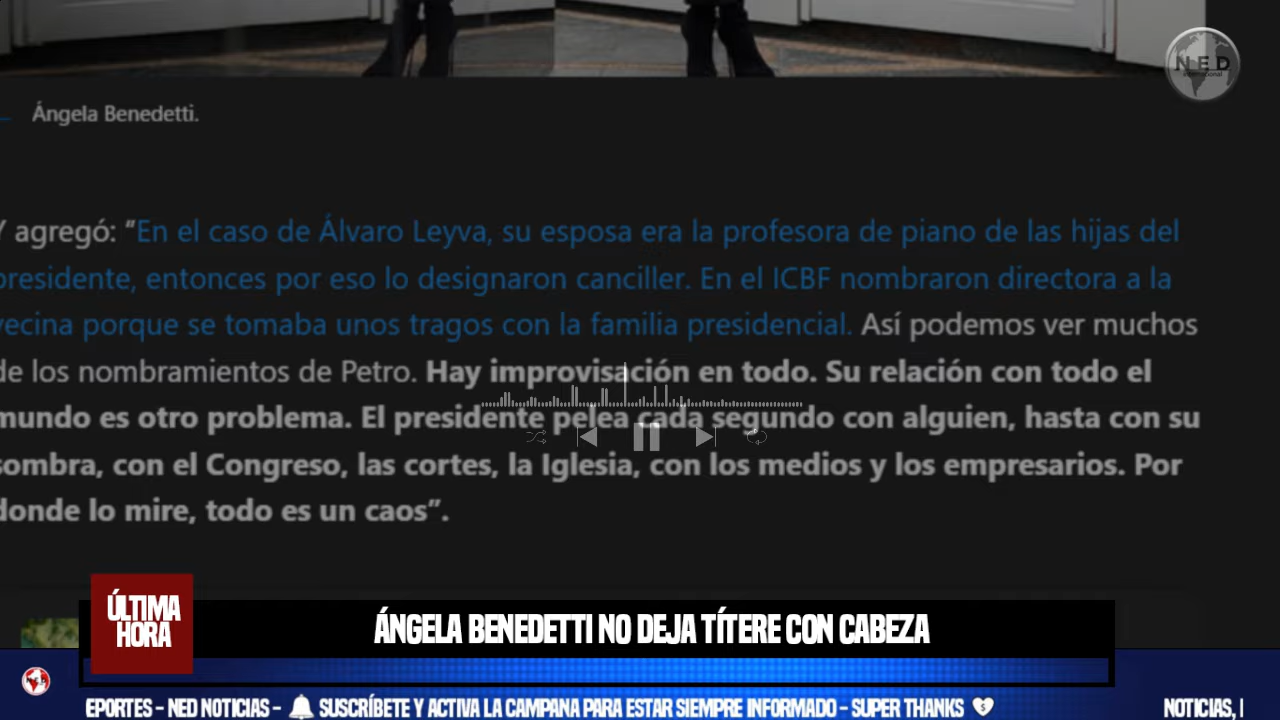 NED
International
Ángela Benedetti.
Y agregó: “En el caso de Álvaro Leyva, su esposa era la profesora de piano de las hijas del
presidente, entonces por eso lo designaron canciller. En el ICBF nombraron directora a la
vecina porque se tomaba unos tragos con la familia presidencial. Así podemos ver muchos
de los nombramientos de Petro. Hay improvisación en todo. Su relación con todo el
mundo es otro problema. El presidente pelea cada segundo con alguien, hasta con su
sombra, con el Congreso, las cortes, la Iglesia, con los medios y los empresarios. Por
donde lo mire, todo es un caos”.
ÚLTIMA
HORA
ÁNGELA BENEDETTI NO DEJA TÍTERE CON CABEZA
EPORTES - NED NOTICIAS - SUSCRÍBETE Y ACTIVA LA CAMPANA PARA ESTAR SIEMPRE INFORMADO - SUPER THANKS NOTICIAS, |